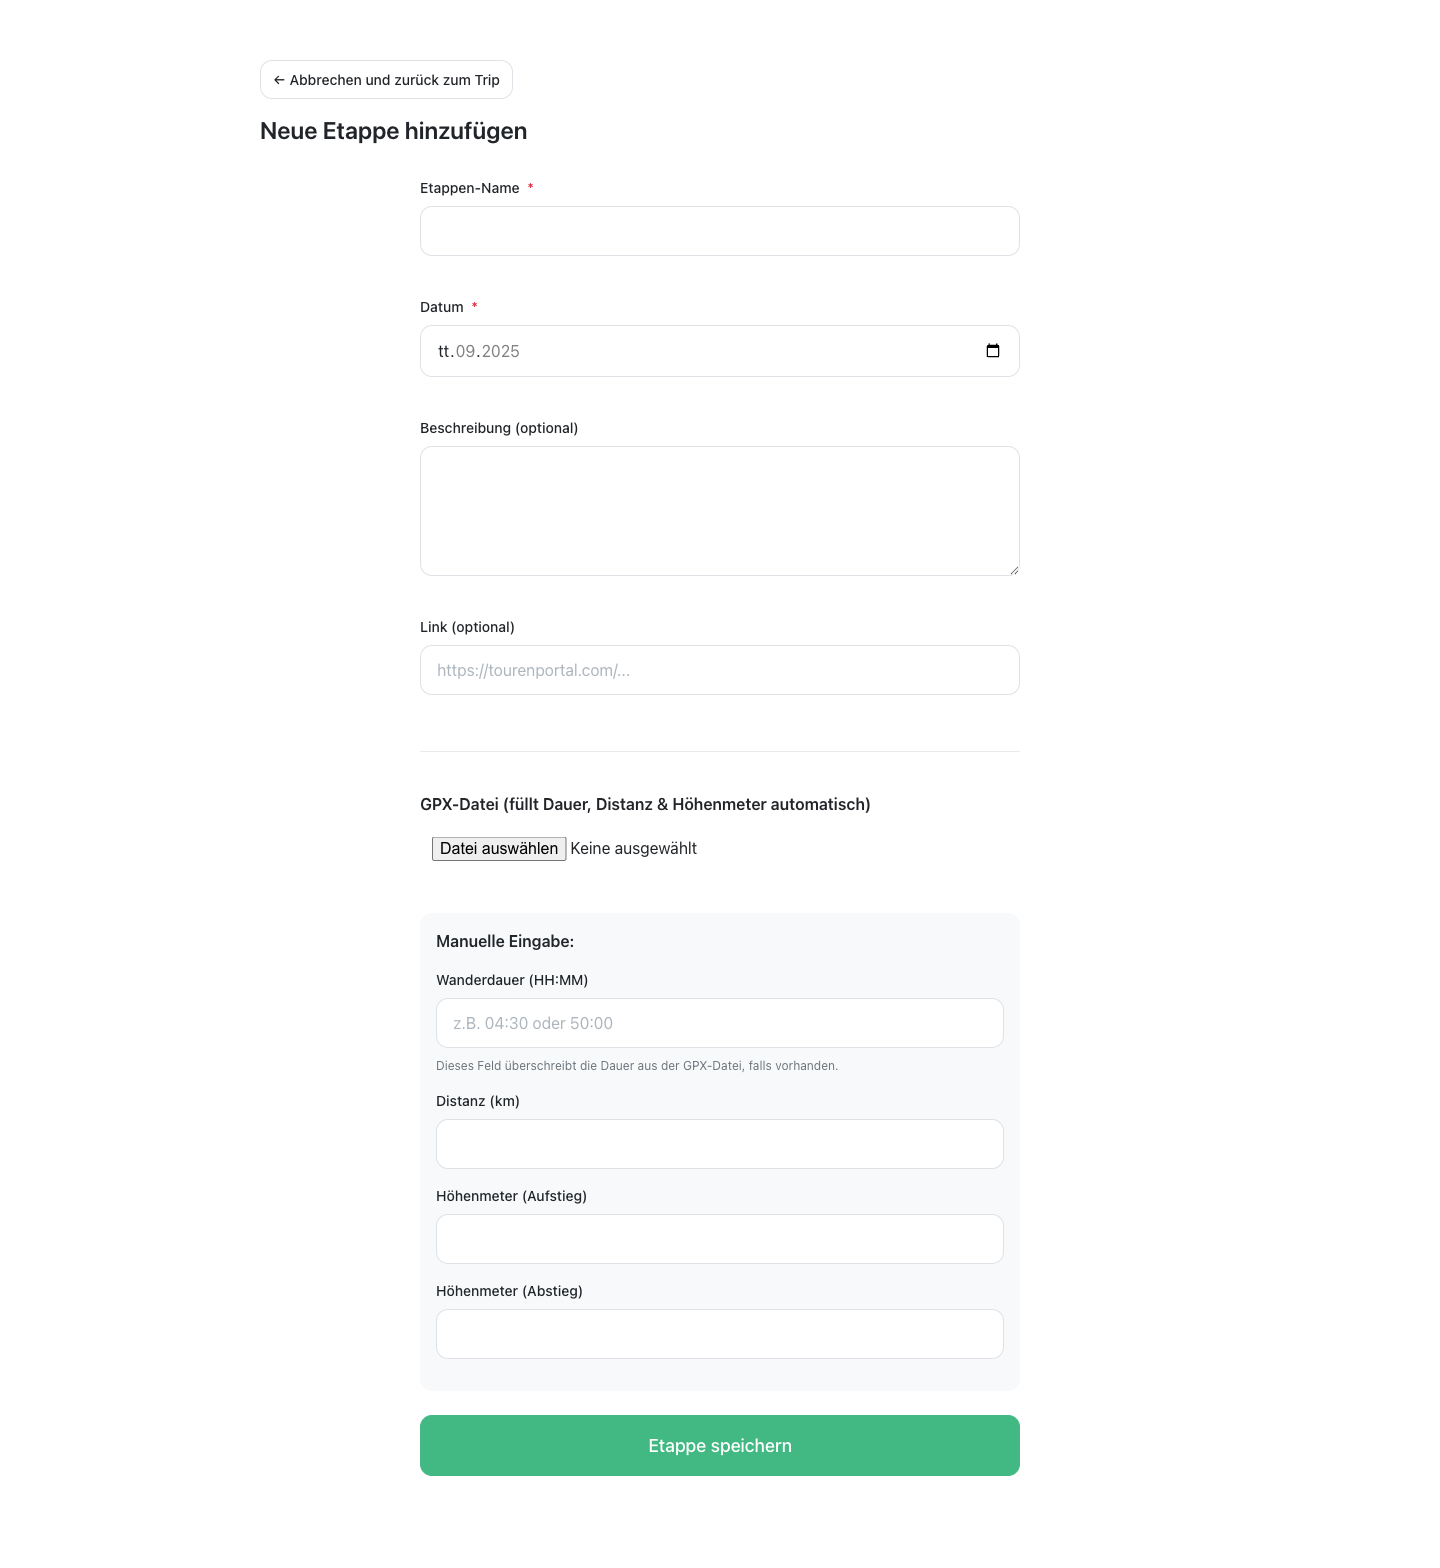 ← Abbrechen und zurück zum Trip
Neue Etappe hinzufügen
Etappen-Name *
Datum *
tt.09.2025
Beschreibung (optional)
Link (optional)
https://tourenportal.com/...
GPX-Datei (füllt Dauer, Distanz & Höhenmeter automatisch)
Datei auswählen Keine ausgewählt
Manuelle Eingabe:
Wanderdauer (HH:MM)
z.B. 04:30 oder 50:00
Dieses Feld überschreibt die Dauer aus der GPX-Datei, falls vorhanden.
Distanz (km)
Höhenmeter (Aufstieg)
Höhenmeter (Abstieg)
Etappe speichern